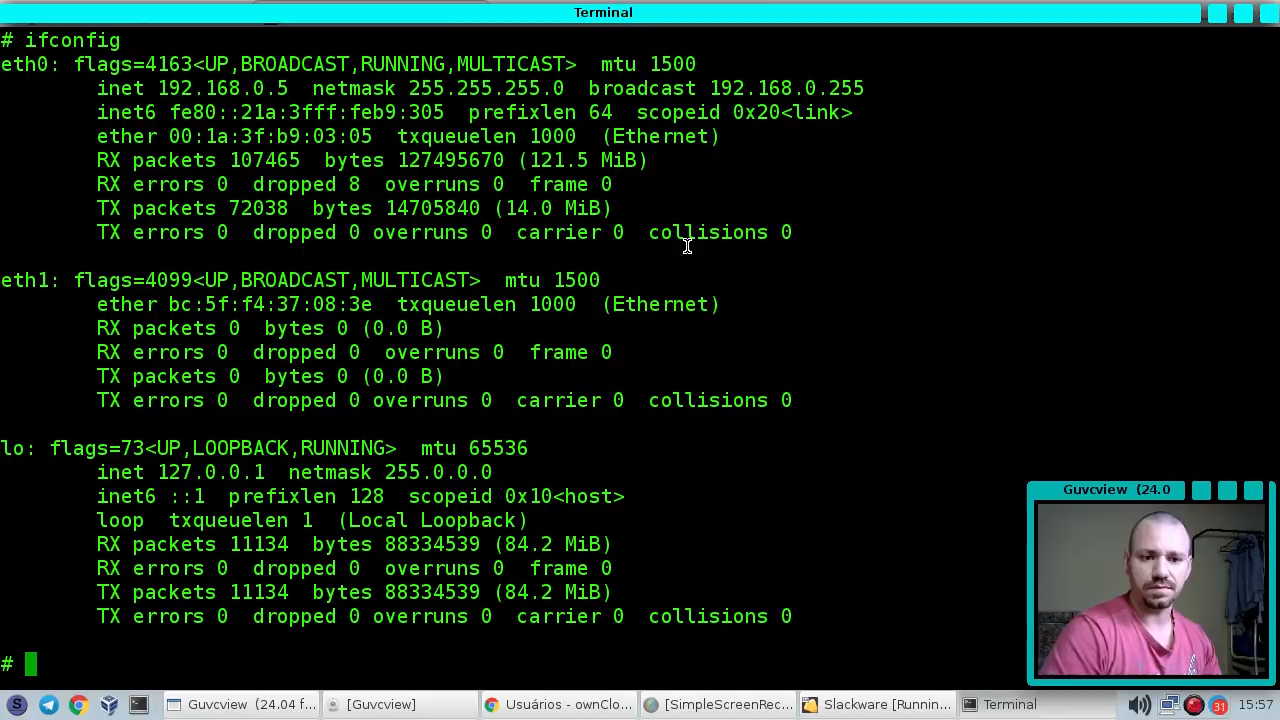 Terminal
# ifconfig
eth0: flags=4163<UP,BROADCAST,RUNNING,MULTICAST>  mtu 1500
        inet 192.168.0.5  netmask 255.255.255.0  broadcast 192.168.0.255
        inet6 fe80::21a:3fff:feb9:305  prefixlen 64  scopeid 0x20<link>
        ether 00:1a:3f:b9:03:05  txqueuelen 1000  (Ethernet)
        RX packets 107465  bytes 127495670 (121.5 MiB)
        RX errors 0  dropped 8  overruns 0  frame 0
        TX packets 72038  bytes 14705840 (14.0 MiB)
        TX errors 0  dropped 0 overruns 0  carrier 0  collisions 0
eth1: flags=4099<UP,BROADCAST,MULTICAST>  mtu 1500
        ether bc:5f:f4:37:08:3e  txqueuelen 1000  (Ethernet)
        RX packets 0  bytes 0 (0.0 B)
        RX errors 0  dropped 0  overruns 0  frame 0
        TX packets 0  bytes 0 (0.0 B)
        TX errors 0  dropped 0 overruns 0  carrier 0  collisions 0
lo: flags=73<UP,LOOPBACK,RUNNING>  mtu 65536
        inet 127.0.0.1  netmask 255.0.0.0
        inet6 ::1  prefixlen 128  scopeid 0x10<host>
        loop  txqueuelen 1  (Local Loopback)
        RX packets 11134  bytes 88334539 (84.2 MiB)
        RX errors 0  dropped 0  overruns 0  frame 0
        TX packets 11134  bytes 88334539 (84.2 MiB)
        TX errors 0  dropped 0 overruns 0  carrier 0  collisions 0
#
Guvcview (24.0
Guvcview (24.04 f... [Guvcview] Usuários - ownClo... [SimpleScreenRec... Slackware [Runnin... Terminal 31 15:57